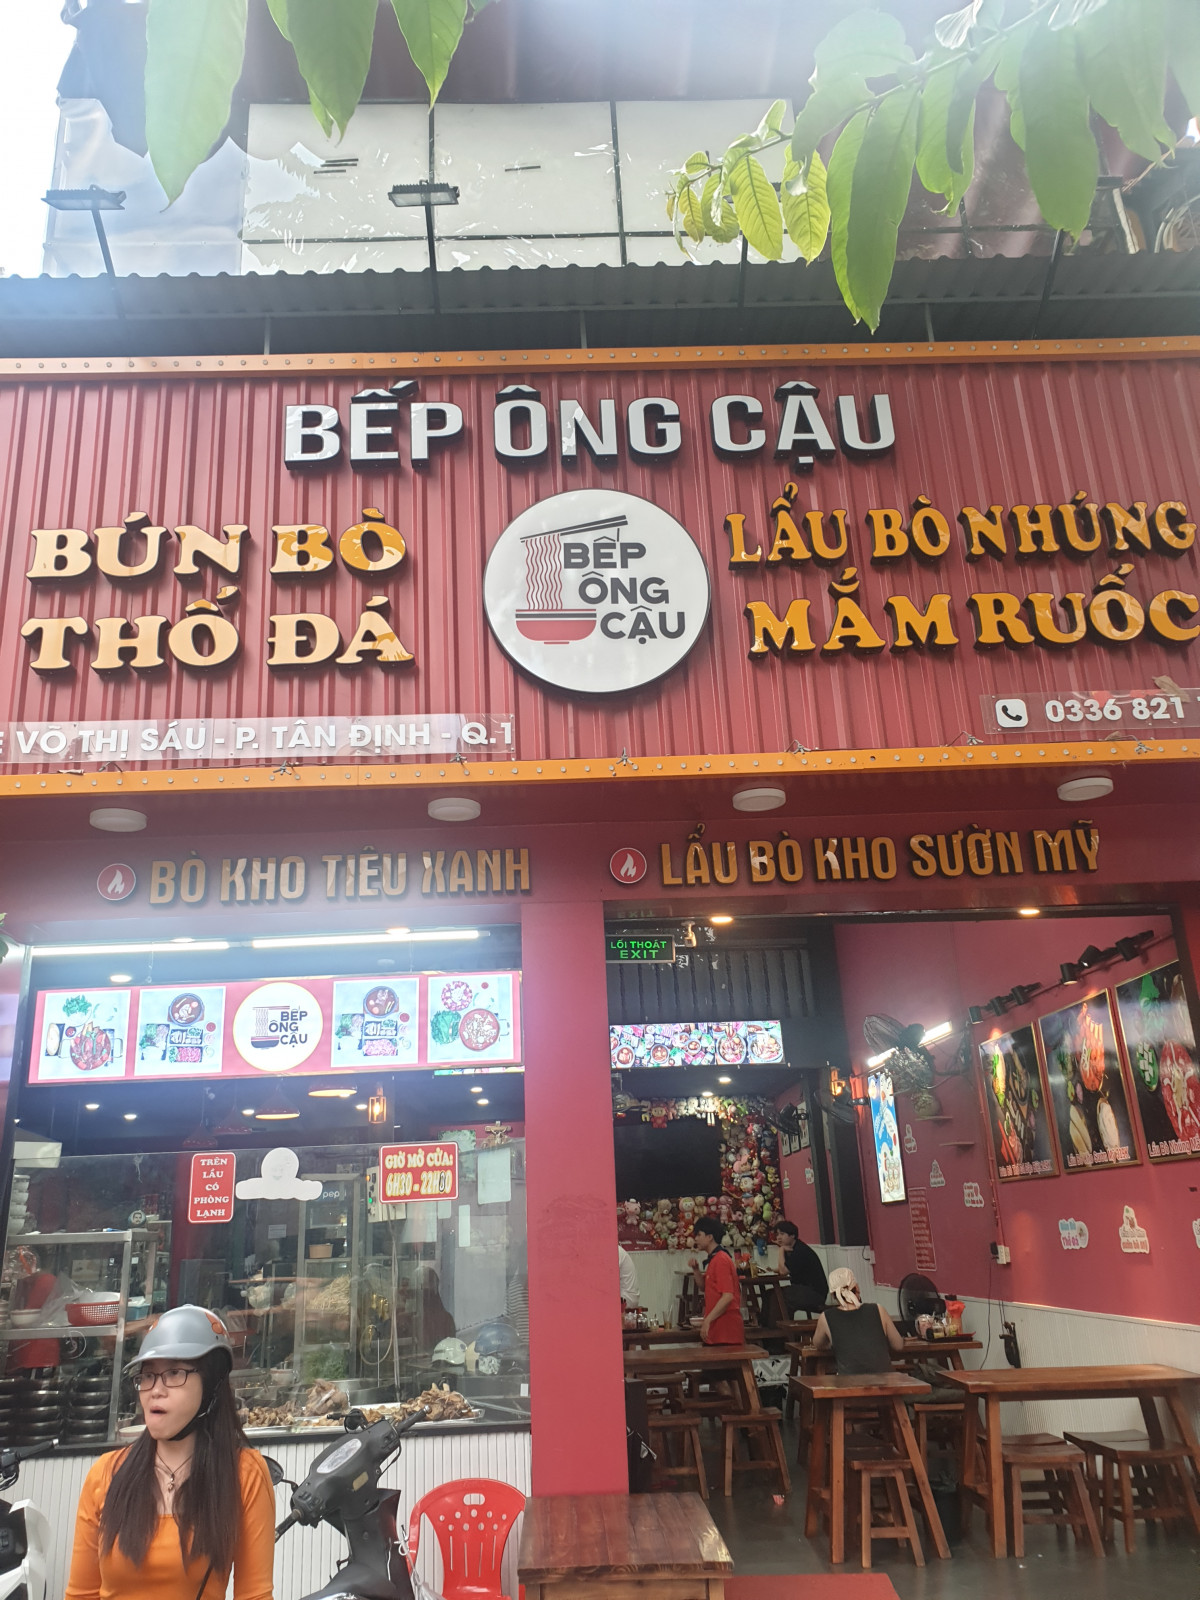 BẾP ÔNG CẬU
BÚN BÒ
THỐ ĐÁ
BẾP
ÔNG
CẬU
LẨU BÒ NHÚNG
MẮM RUỐC
VÕ THỊ SÁU - P. TÂN ĐỊNH - Q.1
0336 821
BÒ KHO TIÊU XANH
LẨU BÒ KHO SƯỜN MỸ
LỐI THOÁT
EXIT
BẾP
ÔNG
CẬU
TRÊN
LẦU
CÓ
PHÒNG
LẠNH
GIỜ MỞ CỬA:
6H30 - 22H00